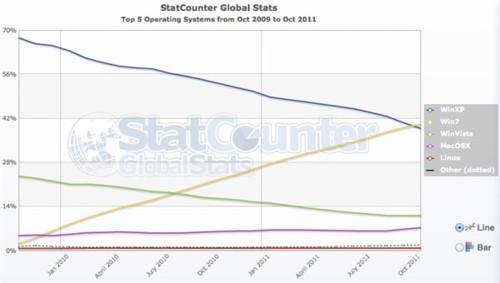 StatCounter Global Stats
Top 5 Operating Systems from Oct 2009 to Oct 2011
70%
56%
42%
28%
14%
0%
StatCounter
GlobalStats
WinXP
Win7
WinVista
MacOSX
Linux
Other (dotted)
Line
Bar
Jan 2010
April 2010
July 2010
Oct 2010
Jan 2011
April 2011
July 2011
Oct 2011